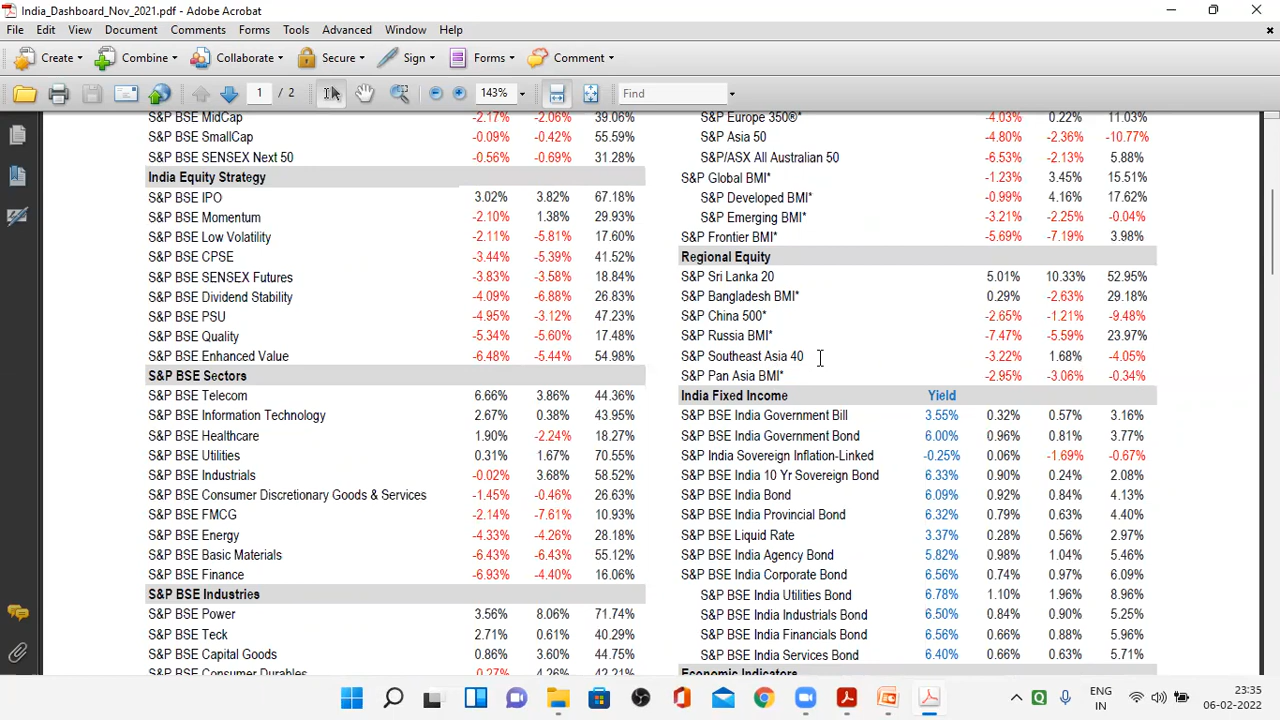 India_Dashboard_Nov_2021.pdf - Adobe Acrobat
File Edit View Document Comments Forms Tools Advanced Window Help
Create Combine Collaborate Secure Sign Forms Comment
1 / 2 143% Find
S&P BSE MidCap -2.17% -2.06% 39.06%
S&P BSE SmallCap -0.09% -0.42% 55.59%
S&P BSE SENSEX Next 50 -0.56% -0.69% 31.28%
India Equity Strategy
S&P BSE IPO 3.02% 3.82% 67.18%
S&P BSE Momentum -2.10% 1.38% 29.93%
S&P BSE Low Volatility -2.11% -5.81% 17.60%
S&P BSE CPSE -3.44% -5.39% 41.52%
S&P BSE SENSEX Futures -3.83% -3.58% 18.84%
S&P BSE Dividend Stability -4.09% -6.88% 26.83%
S&P BSE PSU -4.95% -3.12% 47.23%
S&P BSE Quality -5.34% -5.60% 17.48%
S&P BSE Enhanced Value -6.48% -5.44% 54.98%
S&P BSE Sectors
S&P BSE Telecom 6.66% 3.86% 44.36%
S&P BSE Information Technology 2.67% 0.38% 43.95%
S&P BSE Healthcare 1.90% -2.24% 18.27%
S&P BSE Utilities 0.31% 1.67% 70.55%
S&P BSE Industrials -0.02% 3.68% 58.52%
S&P BSE Consumer Discretionary Goods & Services -1.45% -0.46% 26.63%
S&P BSE FMCG -2.14% -7.61% 10.93%
S&P BSE Energy -4.33% -4.26% 28.18%
S&P BSE Basic Materials -6.43% -6.43% 55.12%
S&P BSE Finance -6.93% -4.40% 16.06%
S&P BSE Industries
S&P BSE Power 3.56% 8.06% 71.74%
S&P BSE Teck 2.71% 0.61% 40.29%
S&P BSE Capital Goods 0.86% 3.60% 44.75%
S&P BSE Consumer Durables -0.27% 4.26% 42.21%
S&P Europe 350®* -4.03% 0.22% 11.03%
S&P Asia 50 -4.80% -2.36% -10.77%
S&P/ASX All Australian 50 -6.53% -2.13% 5.88%
S&P Global BMI* -1.23% 3.45% 15.51%
S&P Developed BMI* -0.99% 4.16% 17.62%
S&P Emerging BMI* -3.21% -2.25% -0.04%
S&P Frontier BMI* -5.69% -7.19% 3.98%
Regional Equity
S&P Sri Lanka 20 5.01% 10.33% 52.95%
S&P Bangladesh BMI* 0.29% -2.63% 29.18%
S&P China 500* -2.65% -1.21% -9.48%
S&P Russia BMI* -7.47% -5.59% 23.97%
S&P Southeast Asia 40 -3.22% 1.68% -4.05%
S&P Pan Asia BMI* -2.95% -3.06% -0.34%
India Fixed Income Yield
S&P BSE India Government Bill 3.55% 0.32% 0.57% 3.16%
S&P BSE India Government Bond 6.00% 0.96% 0.81% 3.77%
S&P India Sovereign Inflation-Linked -0.25% 0.06% -1.69% -0.67%
S&P BSE India 10 Yr Sovereign Bond 6.33% 0.90% 0.24% 2.08%
S&P BSE India Bond 6.09% 0.92% 0.84% 4.13%
S&P BSE India Provincial Bond 6.32% 0.79% 0.63% 4.40%
S&P BSE Liquid Rate 3.37% 0.28% 0.56% 2.97%
S&P BSE India Agency Bond 5.82% 0.98% 1.04% 5.46%
S&P BSE India Corporate Bond 6.56% 0.74% 0.97% 6.09%
S&P BSE India Utilities Bond 6.78% 1.10% 1.96% 8.96%
S&P BSE India Industrials Bond 6.50% 0.84% 0.90% 5.25%
S&P BSE India Financials Bond 6.56% 0.66% 0.88% 5.96%
S&P BSE India Services Bond 6.40% 0.66% 0.63% 5.71%
Economic Indicators
ENG
IN
23:35
06-02-2022